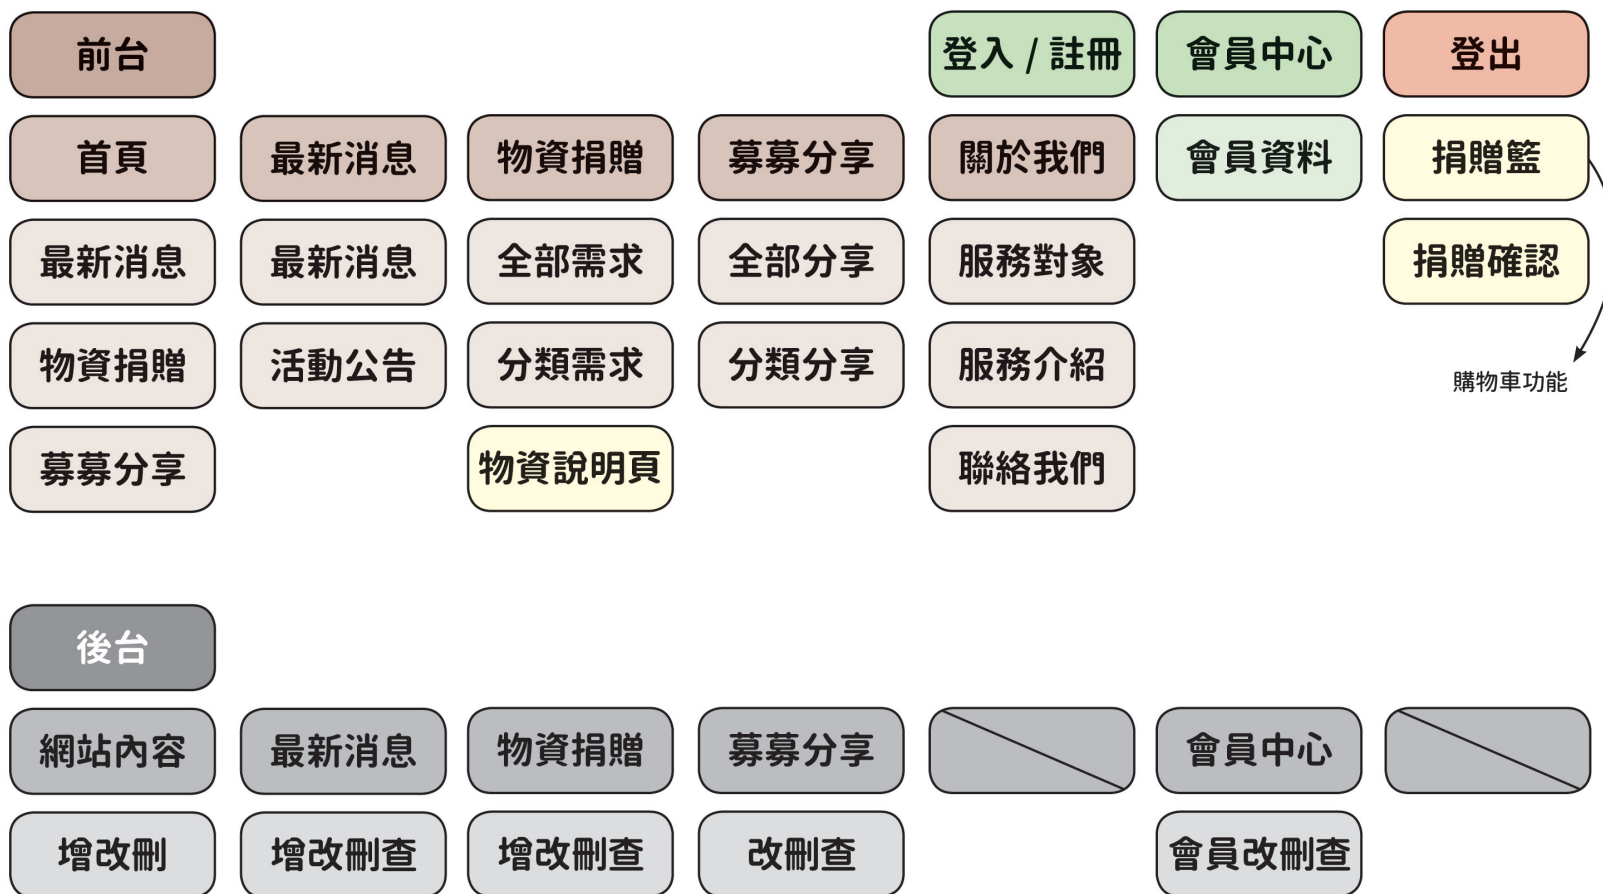 前台
登入 / 註冊
會員中心
登出
首頁
最新消息
物資捐贈
募募分享
關於我們
會員資料
捐贈籃
最新消息
最新消息
全部需求
全部分享
服務對象
捐贈確認
物資捐贈
活動公告
分類需求
分類分享
服務介紹
購物車功能
募募分享
物資說明頁
聯絡我們
後台
網站內容
最新消息
物資捐贈
募募分享
會員中心
增改刪
增改刪查
增改刪查
改刪查
會員改刪查